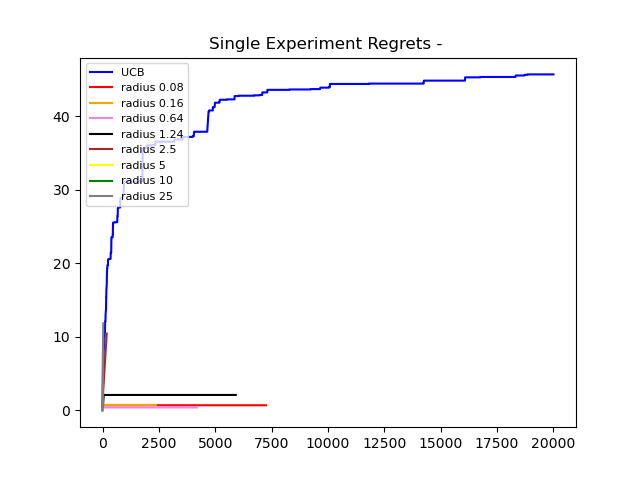 Single Experiment Regrets -
UCB
radius 0.08
radius 0.16
radius 0.64
radius 1.24
radius 2.5
radius 5
radius 10
radius 25
40
30
20
10
0
0 2500 5000 7500 10000 12500 15000 17500 20000